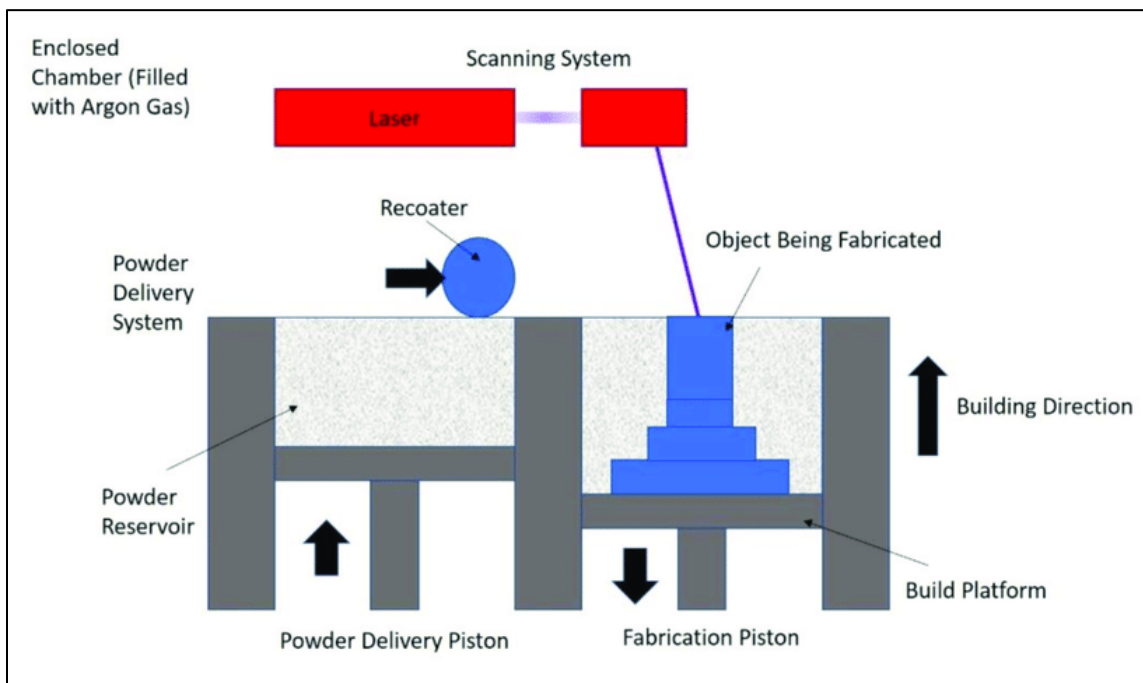 Enclosed
Chamber (Filled
with Argon Gas)
Scanning System
Laser
Recoater
Object Being Fabricated
Powder
Delivery
System
Building Direction
Powder
Reservoir
Build Platform
Powder Delivery Piston
Fabrication Piston